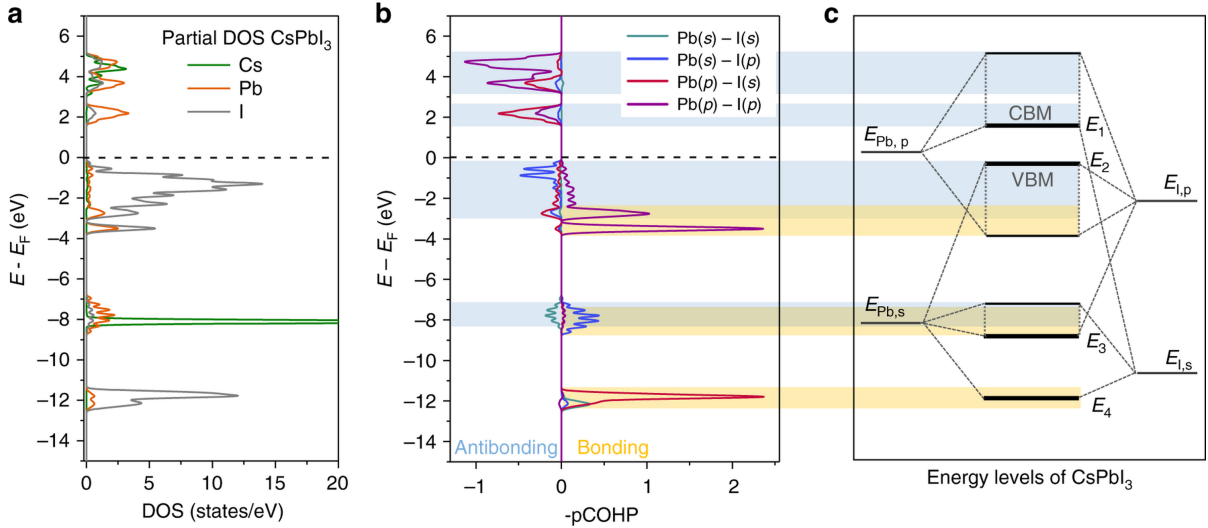 a
b
c
Partial DOS CsPbI3
Cs
Pb
I
6
4
2
0
−2
−4
−6
−8
−10
−12
−14
E - EF (eV)
0
5
10
15
20
DOS (states/eV)
Pb(s) – I(s)
Pb(s) – I(p)
Pb(p) – I(s)
Pb(p) – I(p)
6
4
2
0
−2
−4
−6
−8
−10
−12
−14
E – EF (eV)
Antibonding
Bonding
−1
0
1
2
-pCOHP
CBM
E1
EPb, p
E2
VBM
EI,p
EPb,s
E3
EI,s
E4
Energy levels of CsPbI3